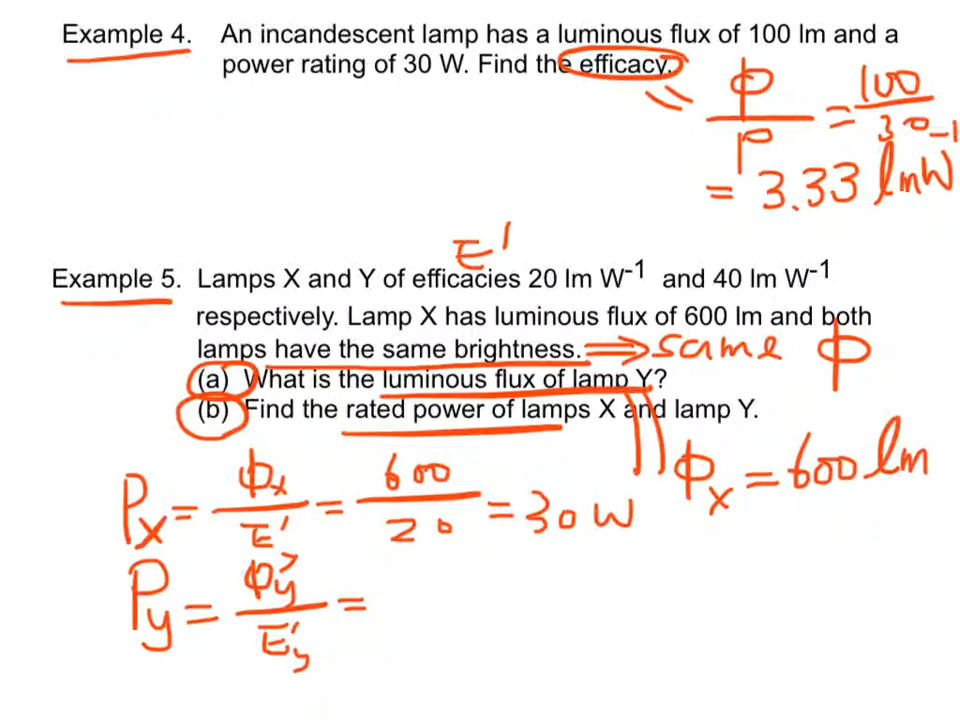 Example 4. An incandescent lamp has a luminous flux of 100 lm and a
power rating of 30 W. Find the efficacy.
ϕ/P = 100/30
= 3.33 lmW-1
E'
Example 5. Lamps X and Y of efficacies 20 lm W-1 and 40 lm W-1
respectively. Lamp X has luminous flux of 600 lm and both
lamps have the same brightness. ⇒ same ϕ
(a) What is the luminous flux of lamp Y?
(b) Find the rated power of lamps X and lamp Y.
ϕx = 600 lm
Px = ϕx/E' = 600/20 = 30 W
Py = ϕy/E'y =